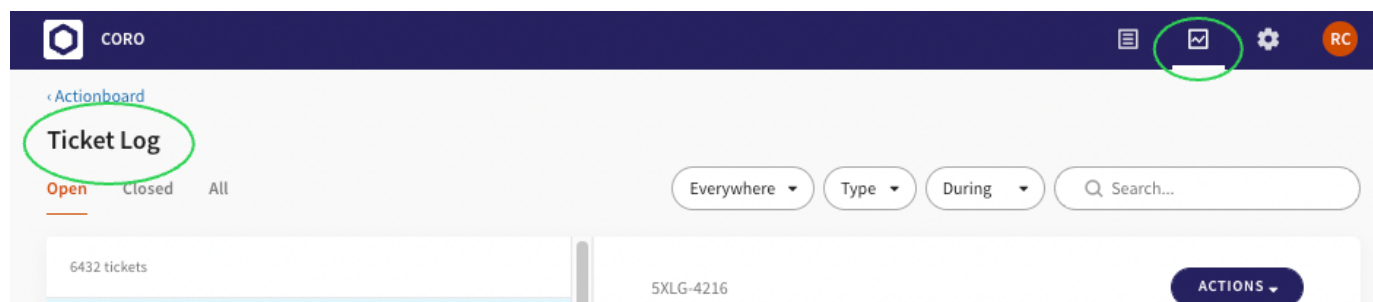 CORO
RC
‹ Actionboard
Ticket Log
Open Closed All
Everywhere Type During Search...
6432 tickets
5XLG-4216
ACTIONS